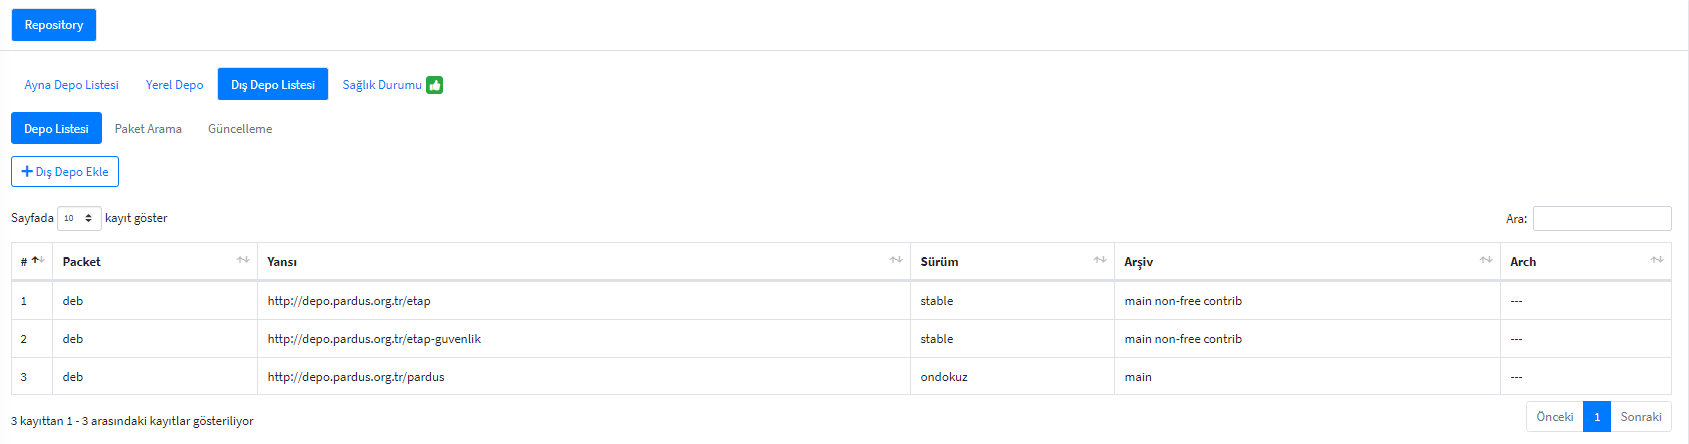 Repository
Ayna Depo Listesi Yerel Depo Dış Depo Listesi Sağlık Durumu
Depo Listesi Paket Arama Güncelleme
Dış Depo Ekle
Sayfada 10 kayıt göster Ara:
# Packet Yansı Sürüm Arşiv Arch
1 deb http://depo.pardus.org.tr/etap stable main non-free contrib ---
2 deb http://depo.pardus.org.tr/etap-guvenlik stable main non-free contrib ---
3 deb http://depo.pardus.org.tr/pardus ondokuz main ---
3 kayıttan 1 - 3 arasındaki kayıtlar gösteriliyor Önceki 1 Sonraki